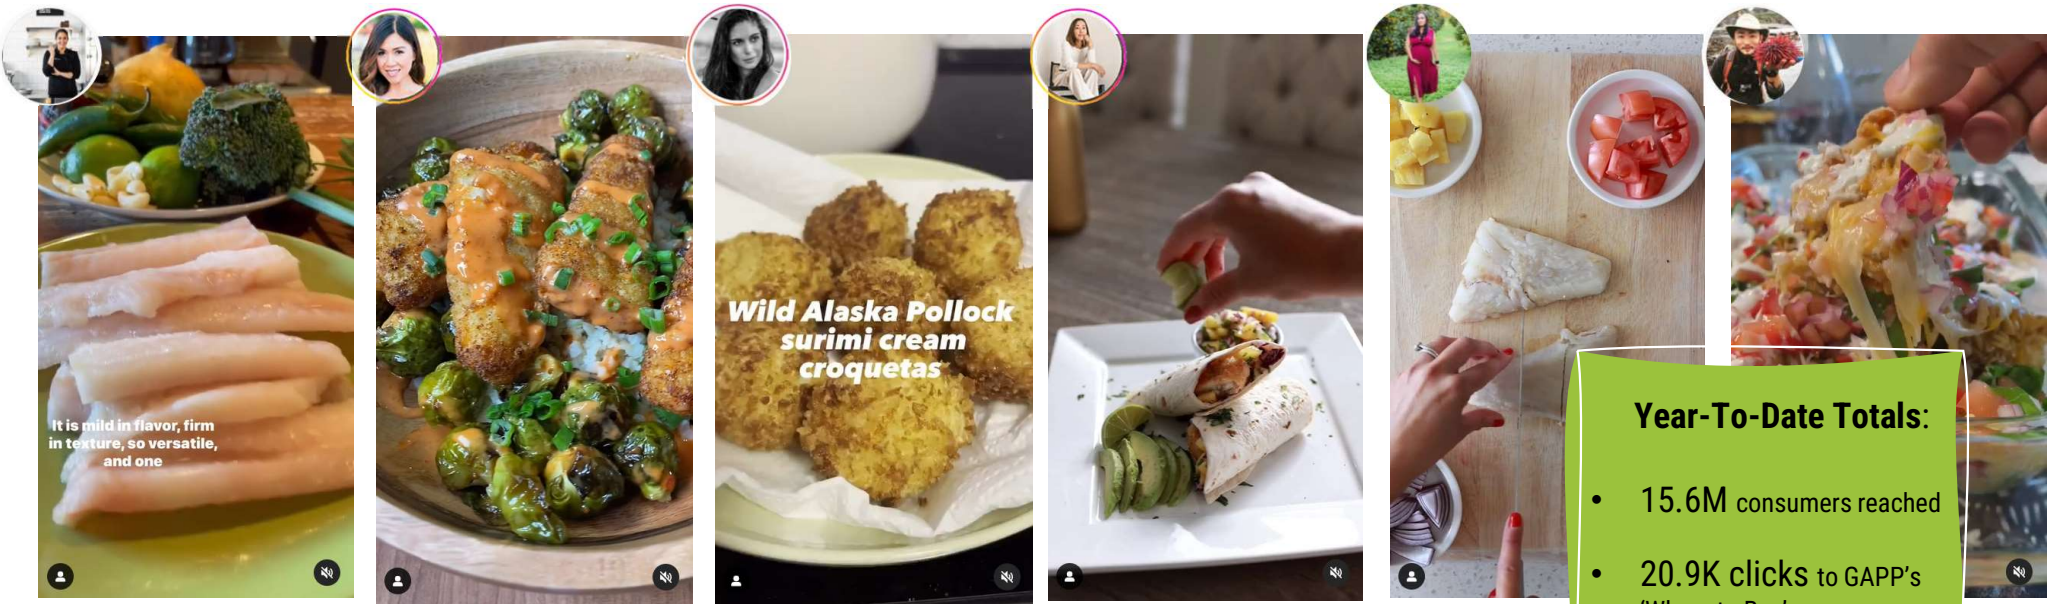 It is mild in flavor, firm
in texture, so versatile,
and one
Wild Alaska Pollock
surimi cream
croquetas
Year-To-Date Totals:
• 15.6M consumers reached
• 20.9K clicks to GAPP's